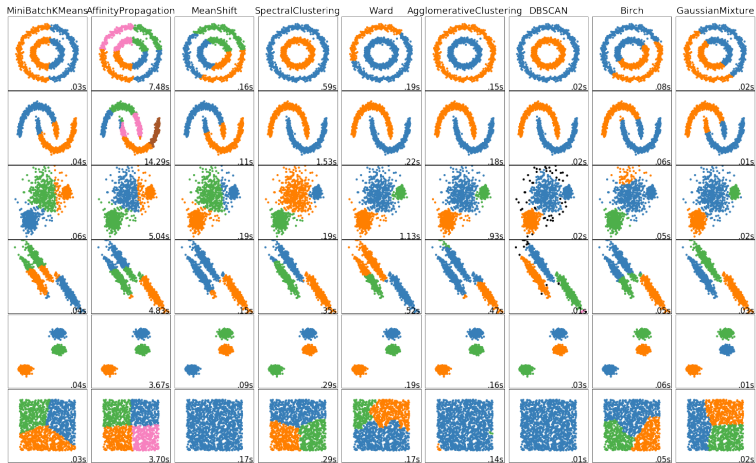 MiniBatchKMeans AffinityPropagation MeanShift SpectralClustering Ward AgglomerativeClustering DBSCAN Birch GaussianMixture
.03s 7.48s .16s .59s .19s .15s .02s .08s .02s
.04s 14.29s .11s 1.53s .22s .18s .02s .06s .01s
.06s 5.04s .19s .19s 1.13s .93s .02s .05s .02s
.04s 4.83s .15s .35s .52s .47s .01s .05s .03s
.04s 3.67s .09s .29s .19s .16s .03s .06s .01s
.03s 3.70s .17s .29s .17s .14s .01s .05s .02s